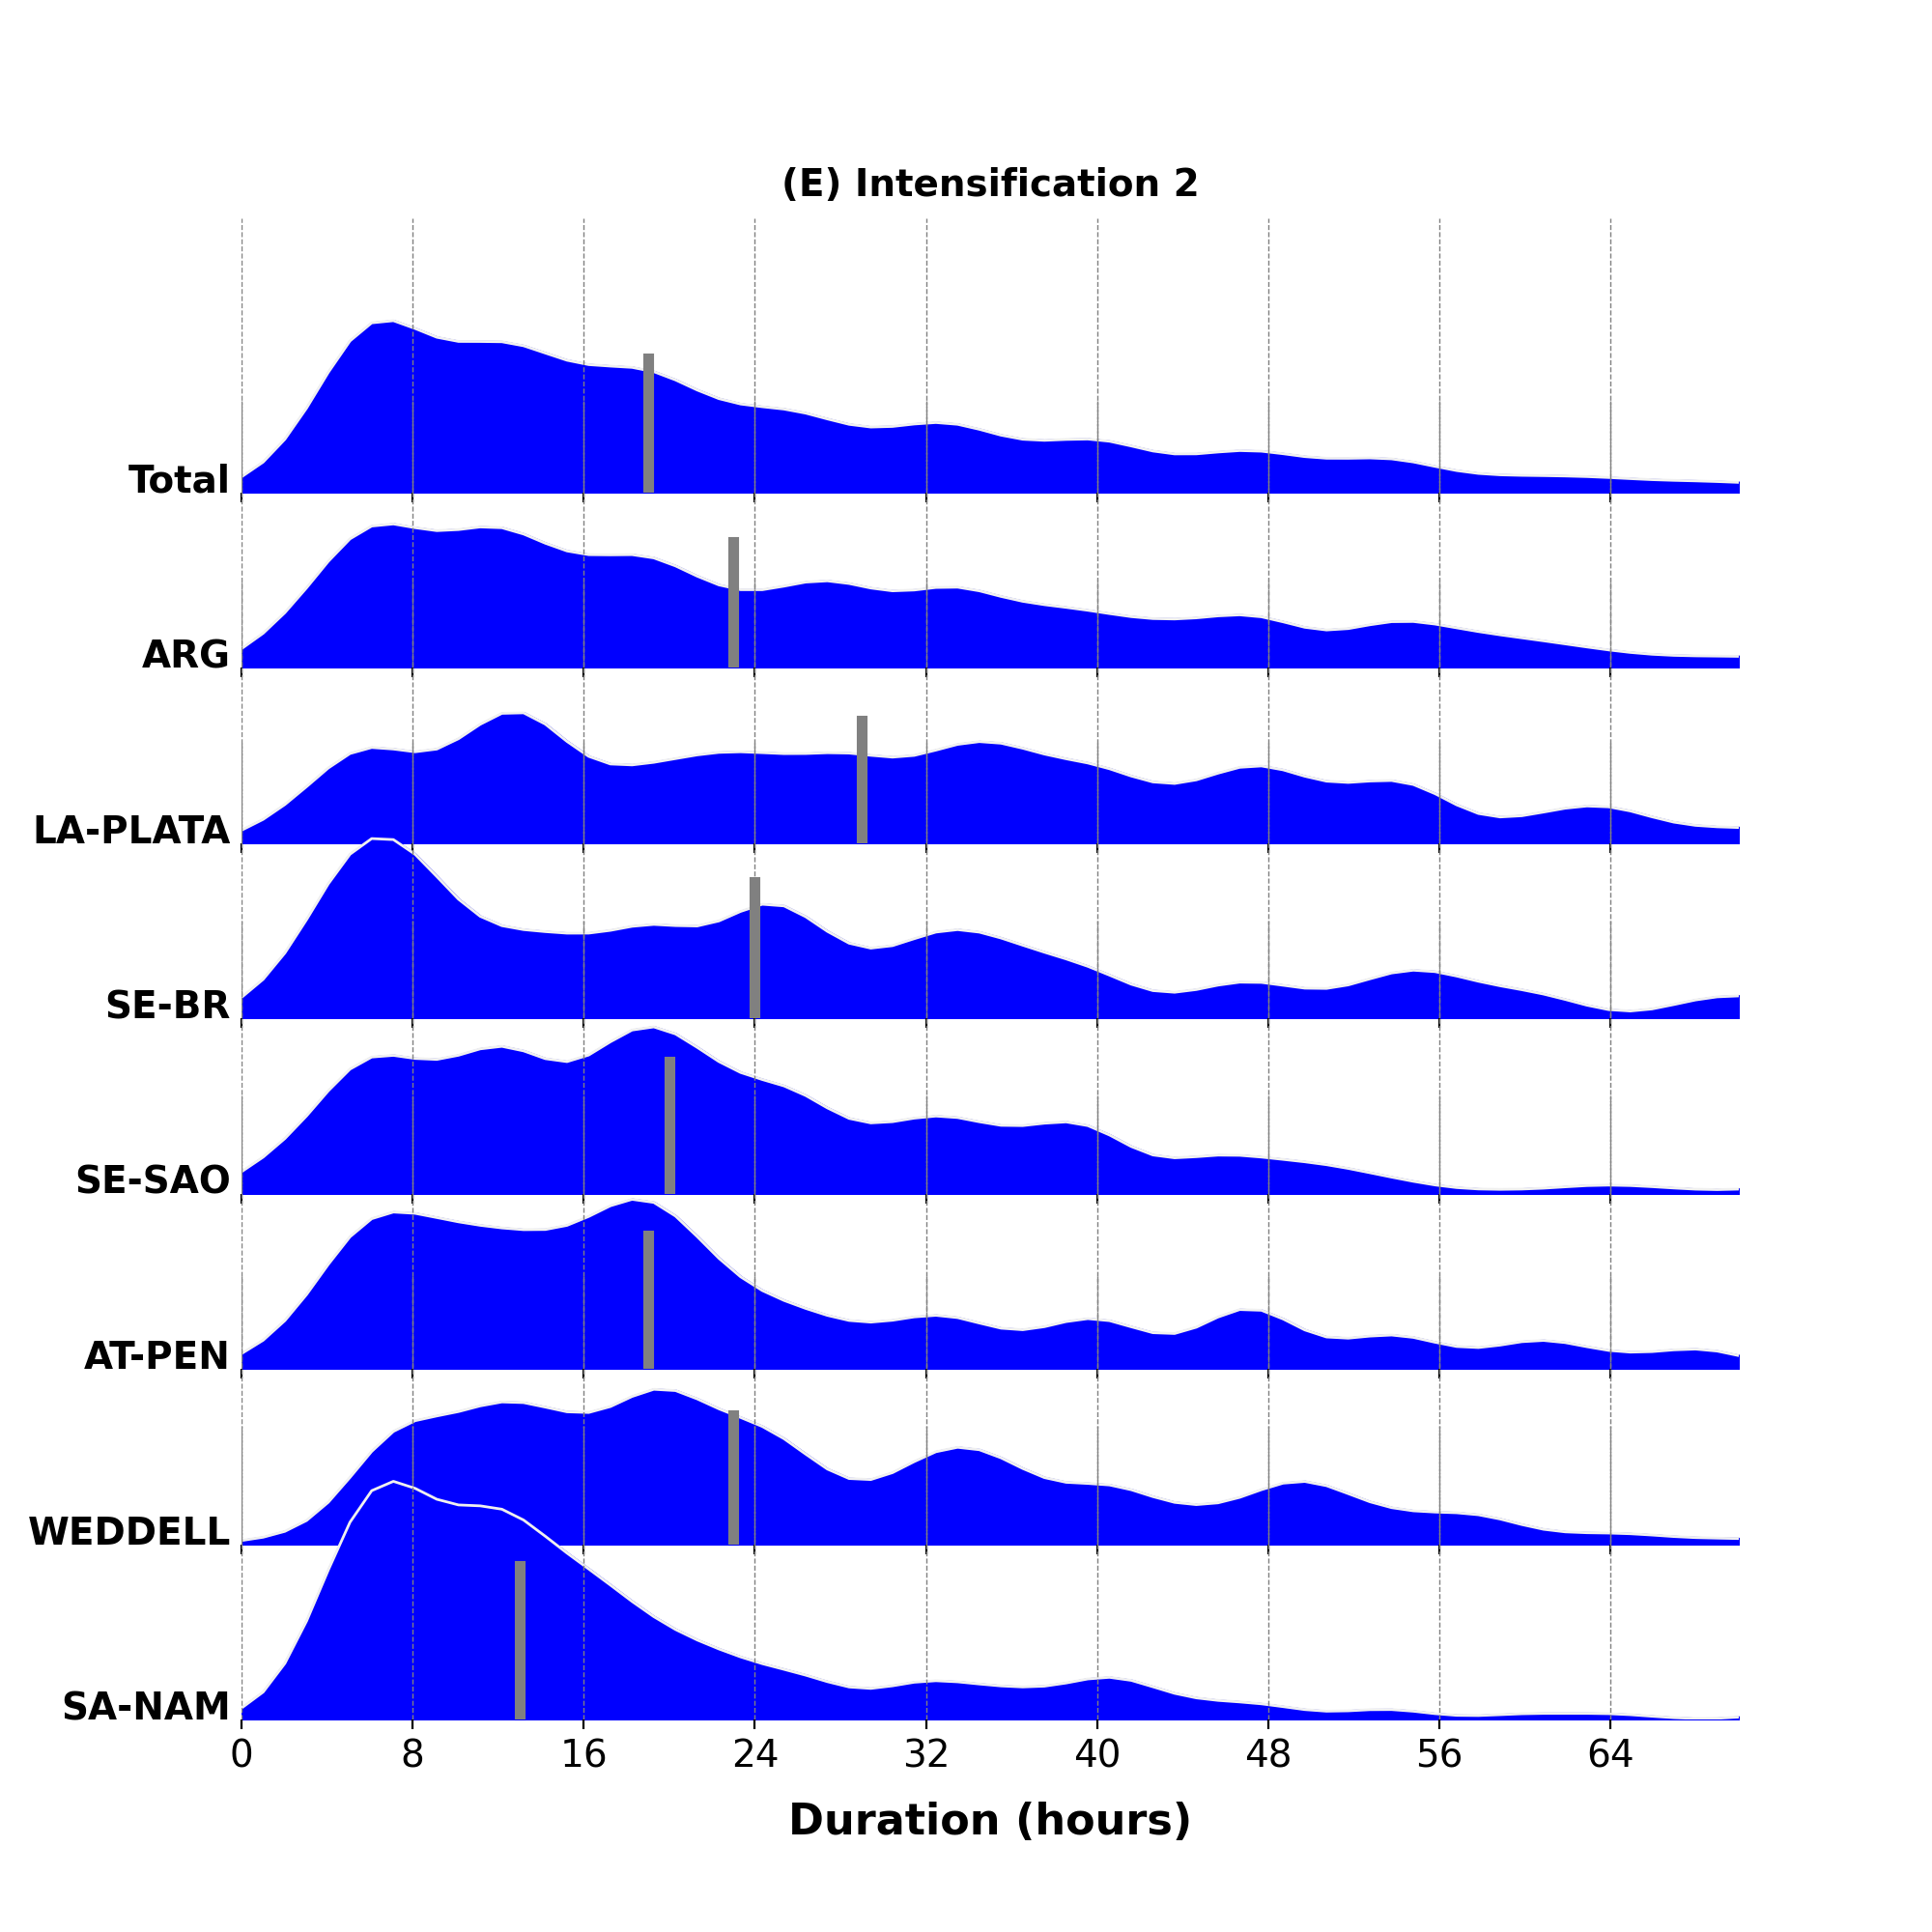 (E) Intensification 2
Total
ARG
LA-PLATA
SE-BR
SE-SAO
AT-PEN
WEDDELL
SA-NAM
0 8 16 24 32 40 48 56 64
Duration (hours)